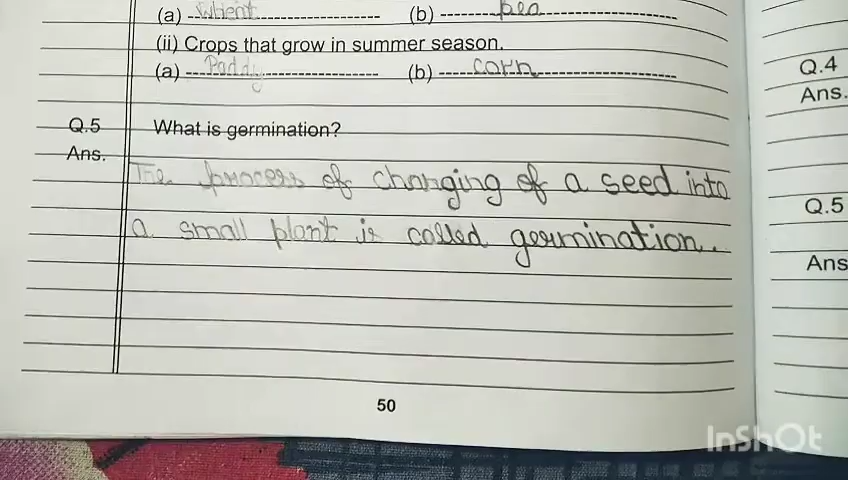 (a) wheat (b) pea
(ii) Crops that grow in summer season.
(a) Paddy (b) corn
Q.5 What is germination?
Ans.
The process of changing of a seed into
a small plant is called germination.
50
Q.4
Ans.
Q.5
Ans
InShOt